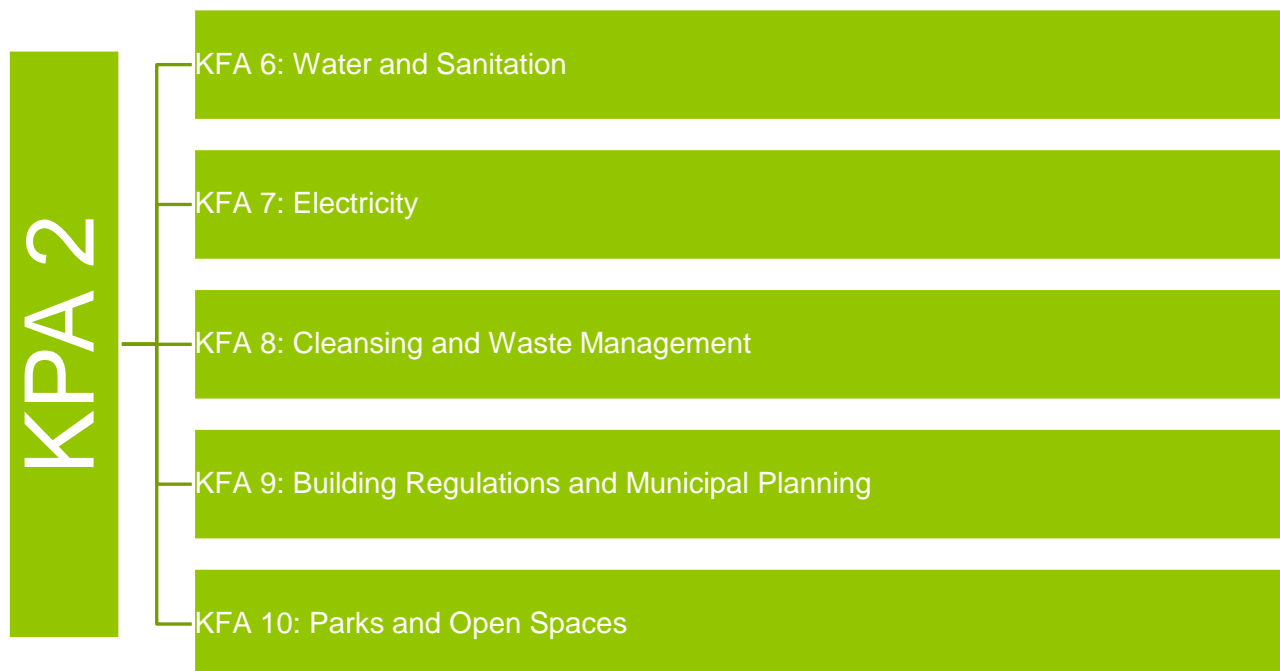 KPA 2
KFA 6: Water and Sanitation
KFA 7: Electricity
KFA 8: Cleansing and Waste Management
KFA 9: Building Regulations and Municipal Planning
KFA 10: Parks and Open Spaces